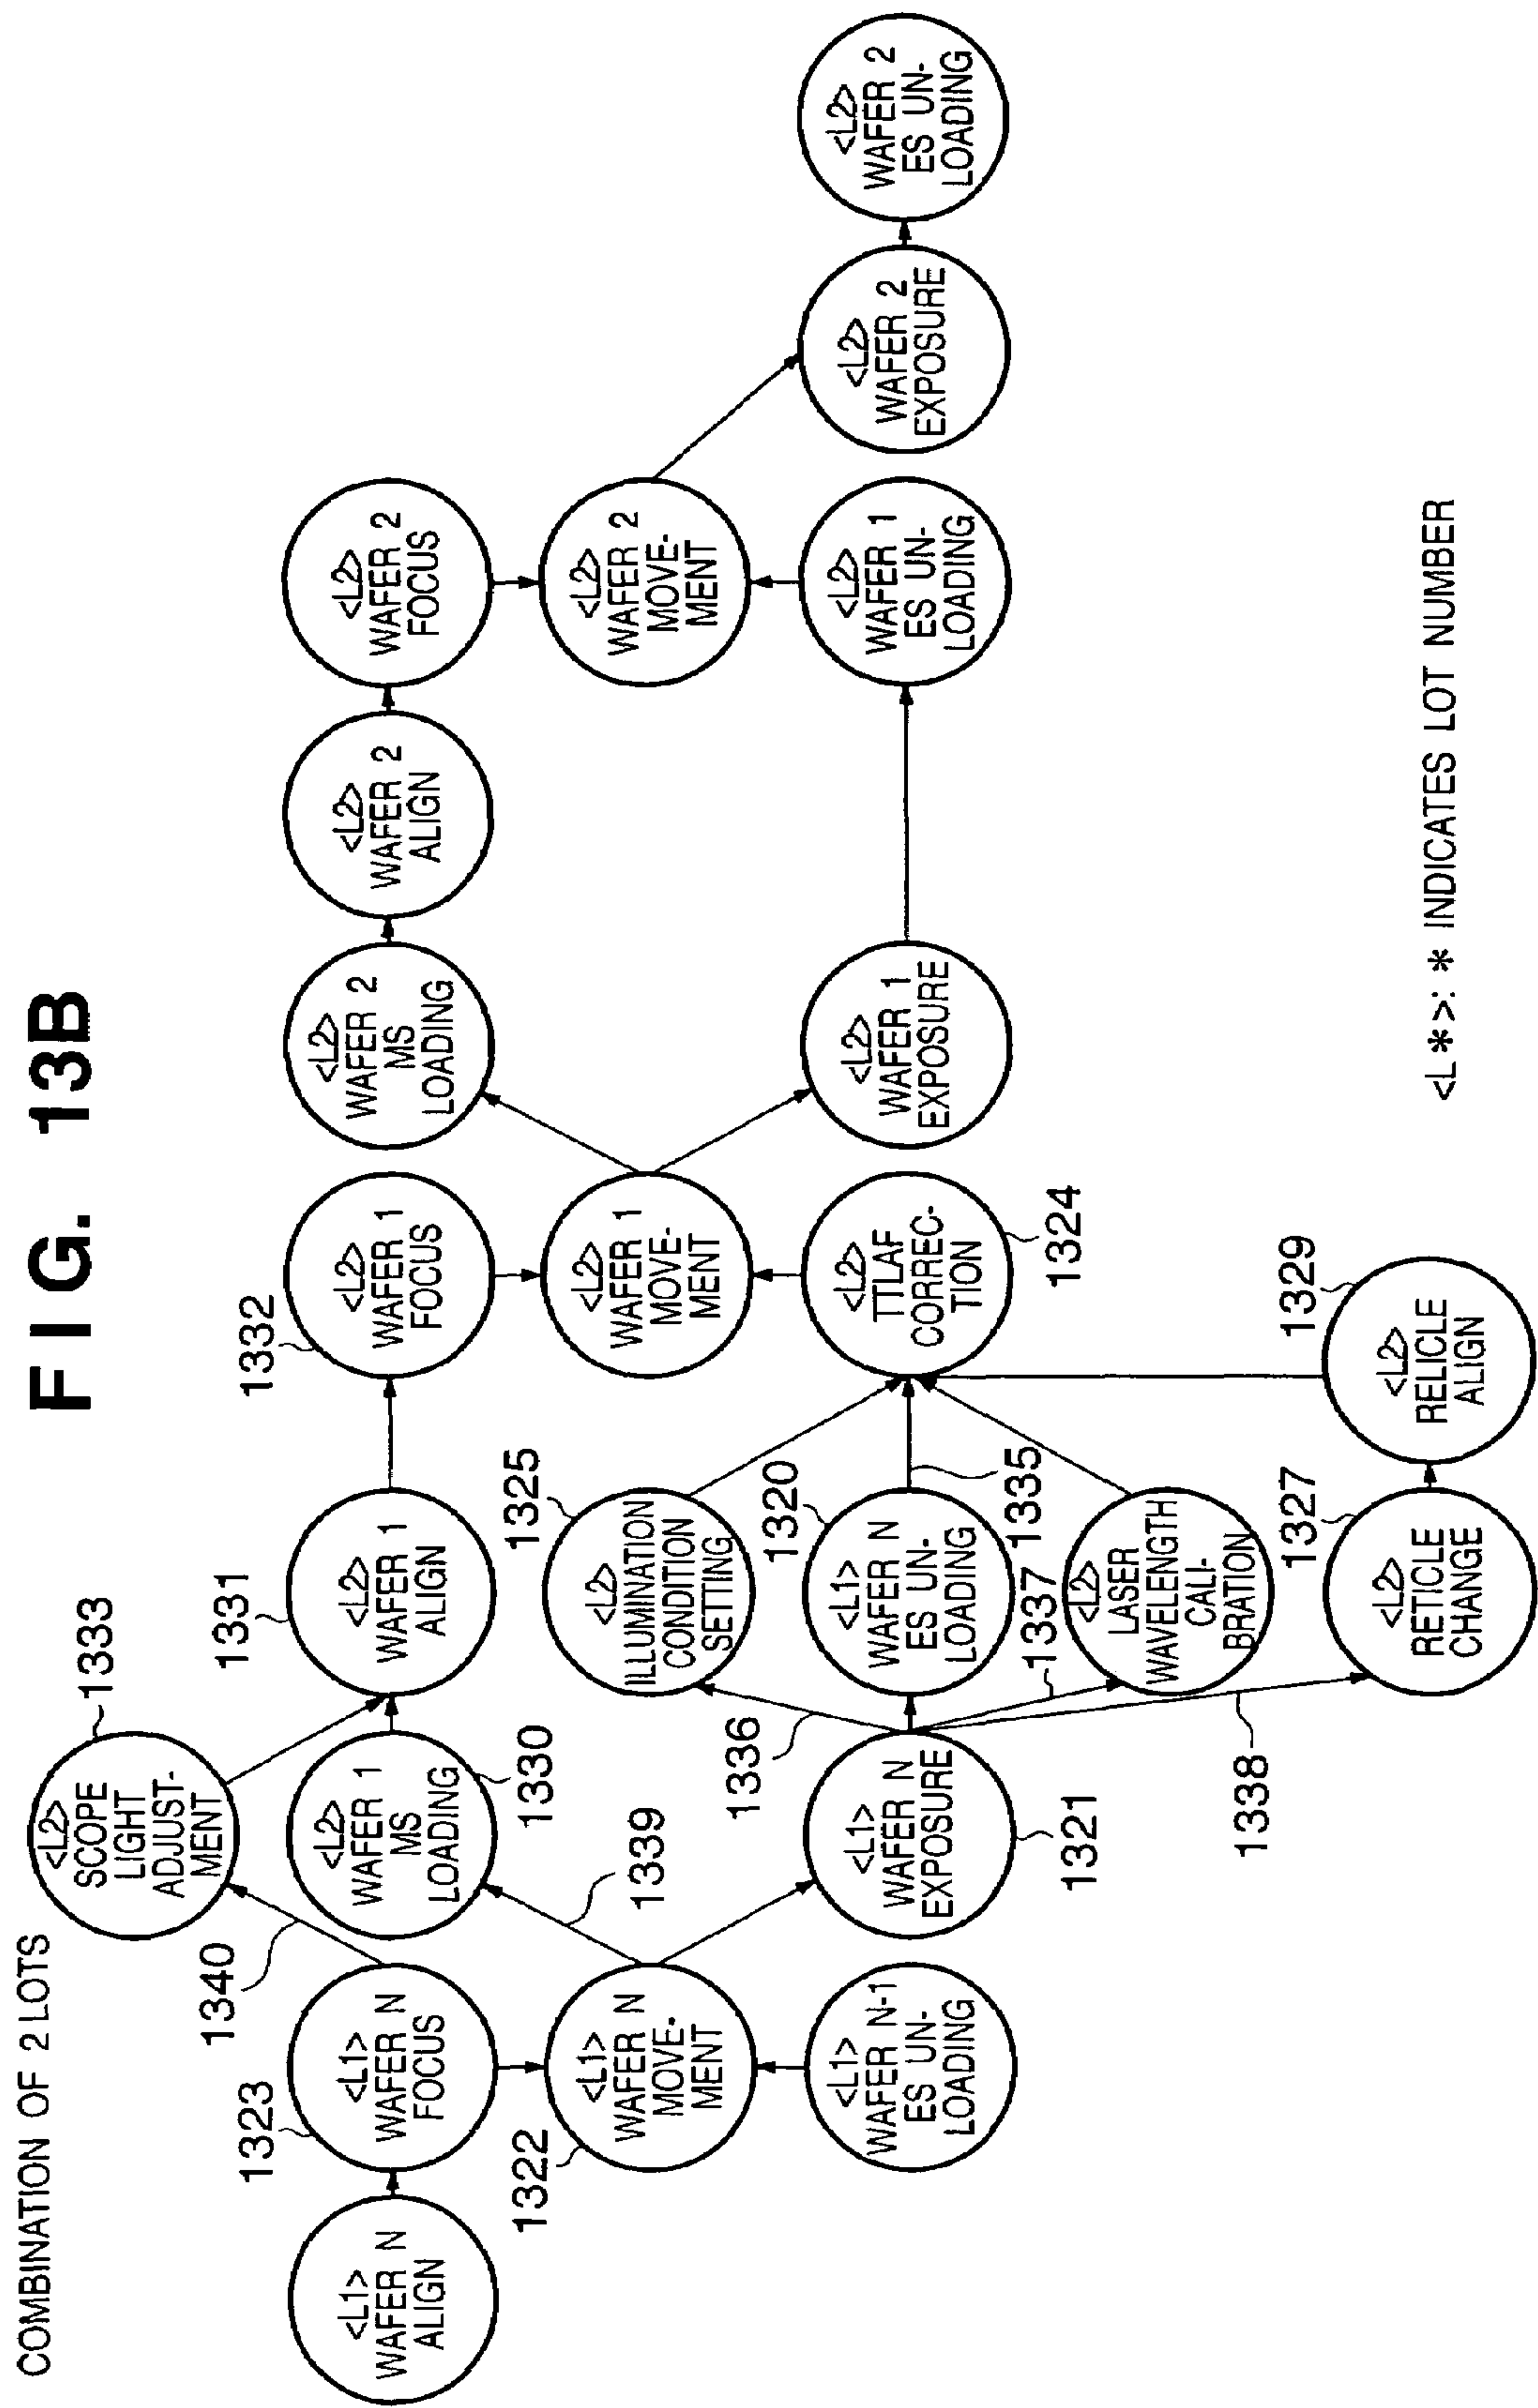 FIG. 13B
COMBINATION OF 2 LOTS
<L1>
WAFER N
ALIGN
1323
<L1>
WAFER N
FOCUS
1322
<L1>
WAFER N
MOVE-
MENT
<L1>
WAFER N-1
ES UN-
LOADING
1340
<L2>
SCOPE
LIGHT
ADJUST-
MENT
1333
<L2>
WAFER 1
MS
LOADING
1330
1339
<L1>
WAFER N
EXPOSURE
1321
1336
1337
1338
1331
<L2>
WAFER 1
ALIGN
<L2>
ILLUMINATION
CONDITION
SETTING
1325
<L1>
WAFER N
ES UN-
LOADING
1320
1335
<L2>
LASER
WAVELENGTH
CALI-
BRATION
<L2>
RETICLE
CHANGE
1327
1332
<L2>
WAFER 1
FOCUS
<L2>
WAFER 1
MOVE-
MENT
<L2>
TTLAF
CORREC-
TION
1324
<L2>
RELICLE
ALIGN
1329
<L2>
WAFER 2
MS
LOADING
<L2>
WAFER 1
EXPOSURE
<L2>
WAFER 2
ALIGN
<L2>
WAFER 2
FOCUS
<L2>
WAFER 2
MOVE-
MENT
<L2>
WAFER 1
ES UN-
LOADING
<L2>
WAFER 2
EXPOSURE
<L2>
WAFER 2
ES UN-
LOADING
<L*>: * INDICATES LOT NUMBER